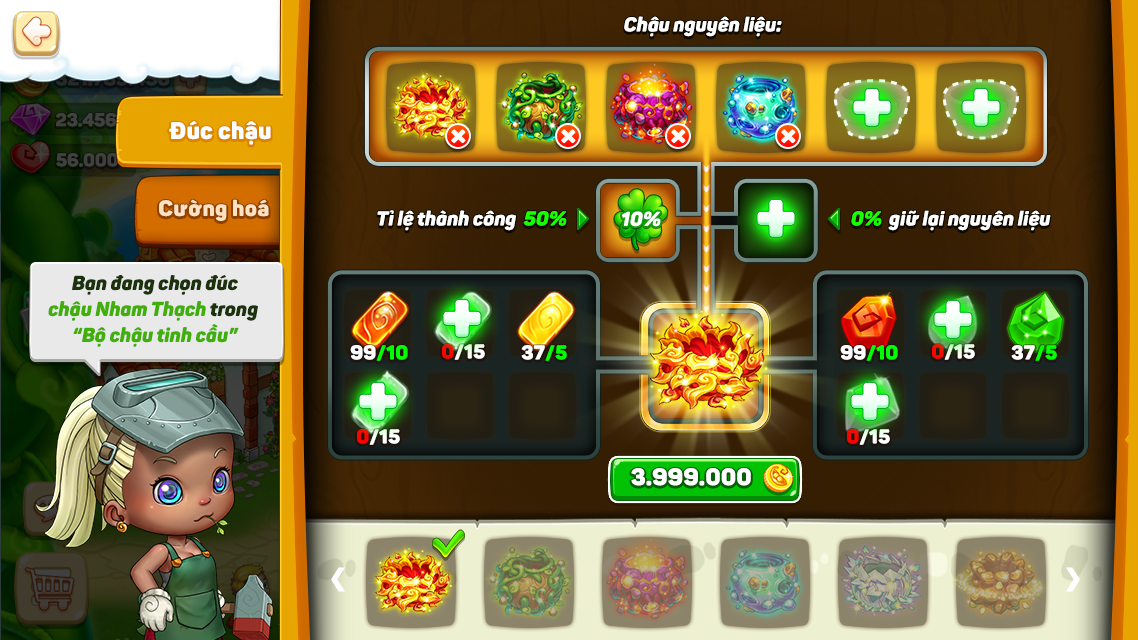 Chậu nguyên liệu:
23.456
56.000
Đúc chậu
Cường hoá
Tỉ lệ thành công 50%
10%
0% giữ lại nguyên liệu
Bạn đang chọn đúc
chậu Nham Thạch trong
“Bộ chậu tinh cầu”
99/10
0/15
37/5
0/15
99/10
0/15
37/5
0/15
3.999.000